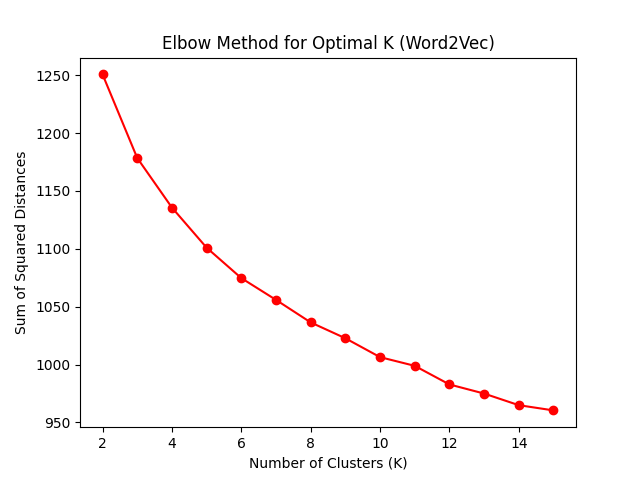 Elbow Method for Optimal K (Word2Vec)
1250
1200
1150
1100
1050
1000
950
Sum of Squared Distances
2 4 6 8 10 12 14
Number of Clusters (K)